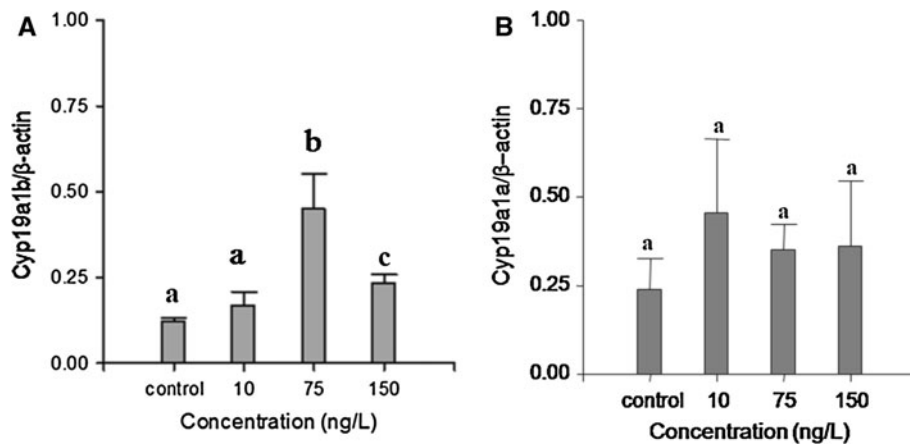 A
Cyp19a1b/β-actin
1.00
0.75
0.50
0.25
0.00
a
a
b
c
control 10 75 150
Concentration (ng/L)
B
Cyp19a1a/β–actin
1.00
0.75
0.50
0.25
0.00
a
a
a
a
control 10 75 150
Concentration (ng/L)